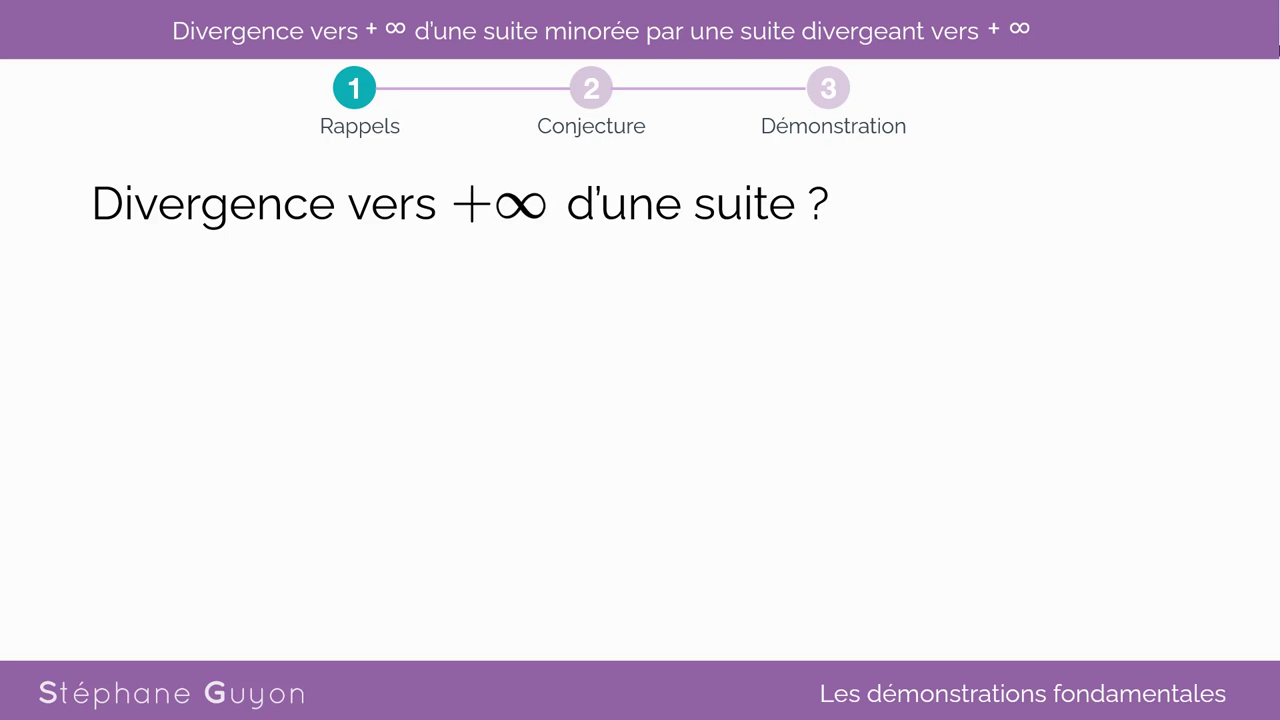 Divergence vers + ∞ d’une suite minorée par une suite divergeant vers + ∞
1 2 3
Rappels Conjecture Démonstration
Divergence vers +∞ d’une suite ?
Stéphane Guyon Les démonstrations fondamentales